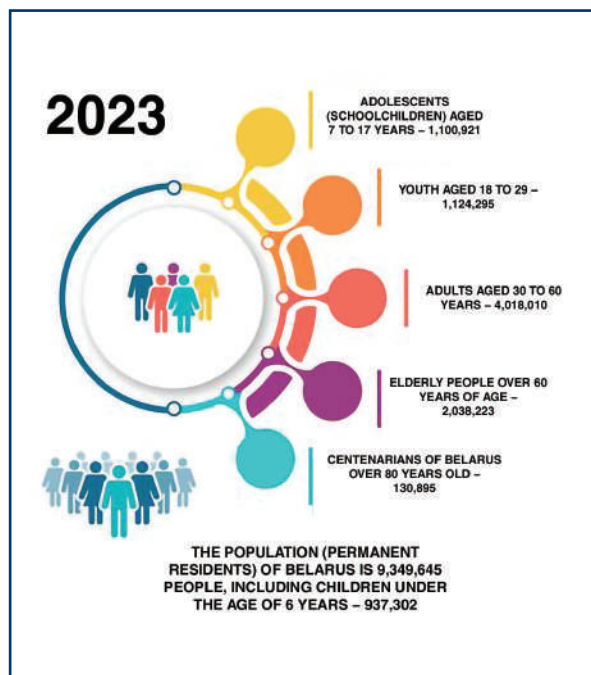 2023
ADOLESCENTS
(SCHOOLCHILDREN) AGED
7 TO 17 YEARS – 1,100,921
YOUTH AGED 18 TO 29 –
1,124,295
ADULTS AGED 30 TO 60
YEARS – 4,018,010
ELDERLY PEOPLE OVER 60
YEARS OF AGE –
2,038,223
CENTENARIANS OF BELARUS
OVER 80 YEARS OLD –
130,895
THE POPULATION (PERMANENT
RESIDENTS) OF BELARUS IS 9,349,645
PEOPLE, INCLUDING CHILDREN UNDER
THE AGE OF 6 YEARS – 937,302